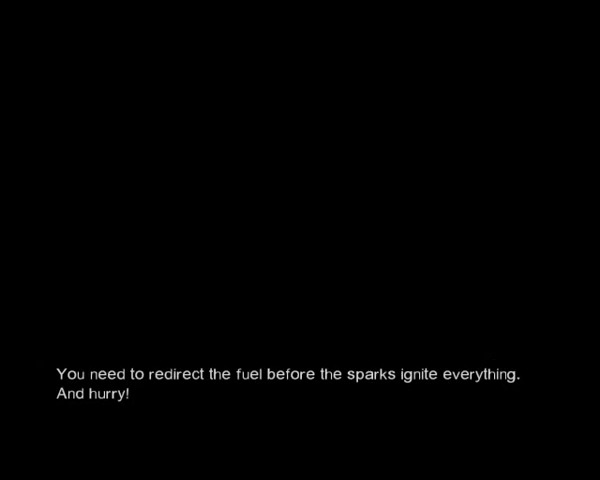 You need to redirect the fuel before the sparks ignite everything.
And hurry!